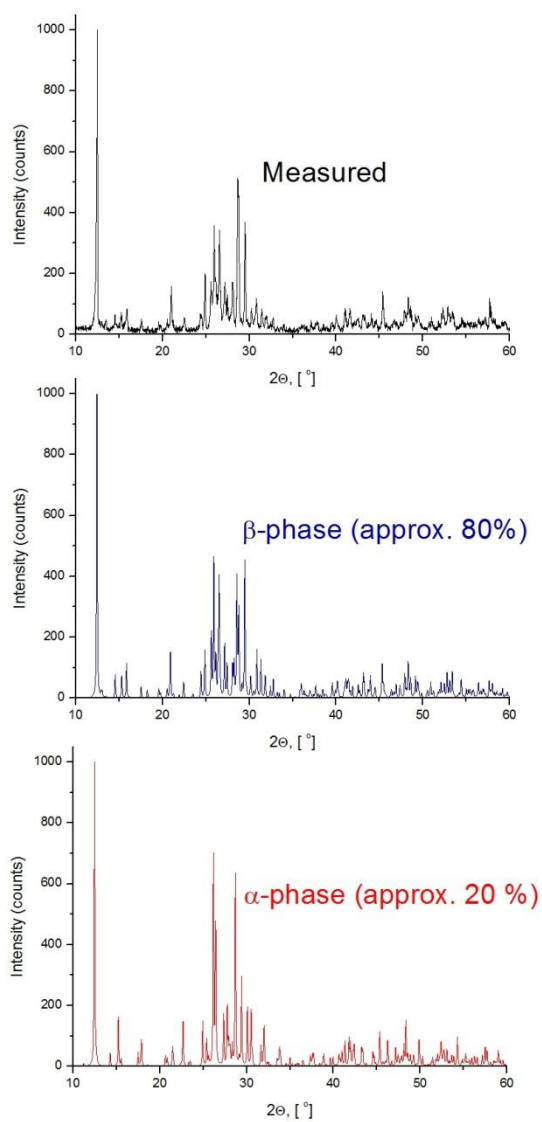 1000
800
600
400
200
0
Intensity (counts)
Measured
10 20 30 40 50 60
2Θ, [ °]
1000
800
600
400
200
0
Intensity (counts)
β-phase (approx. 80%)
10 20 30 40 50 60
2Θ, [ °]
1000
800
600
400
200
0
Intensity (counts)
α-phase (approx. 20 %)
10 20 30 40 50 60
2Θ, [ °]